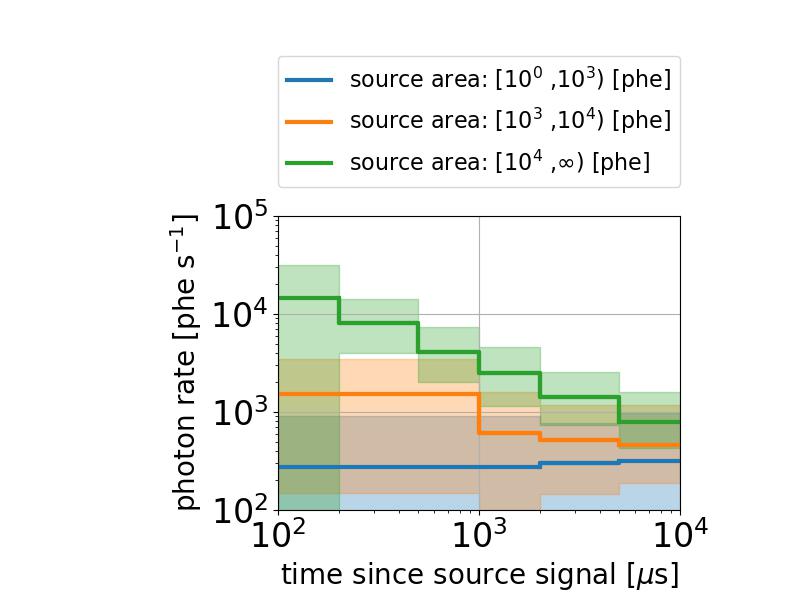 source area: [10⁰ ,10³) [phe]
source area: [10³ ,10⁴) [phe]
source area: [10⁴ ,∞) [phe]
photon rate [phe s⁻¹]
10⁵
10⁴
10³
10²
10² 10³ 10⁴
time since source signal [μs]